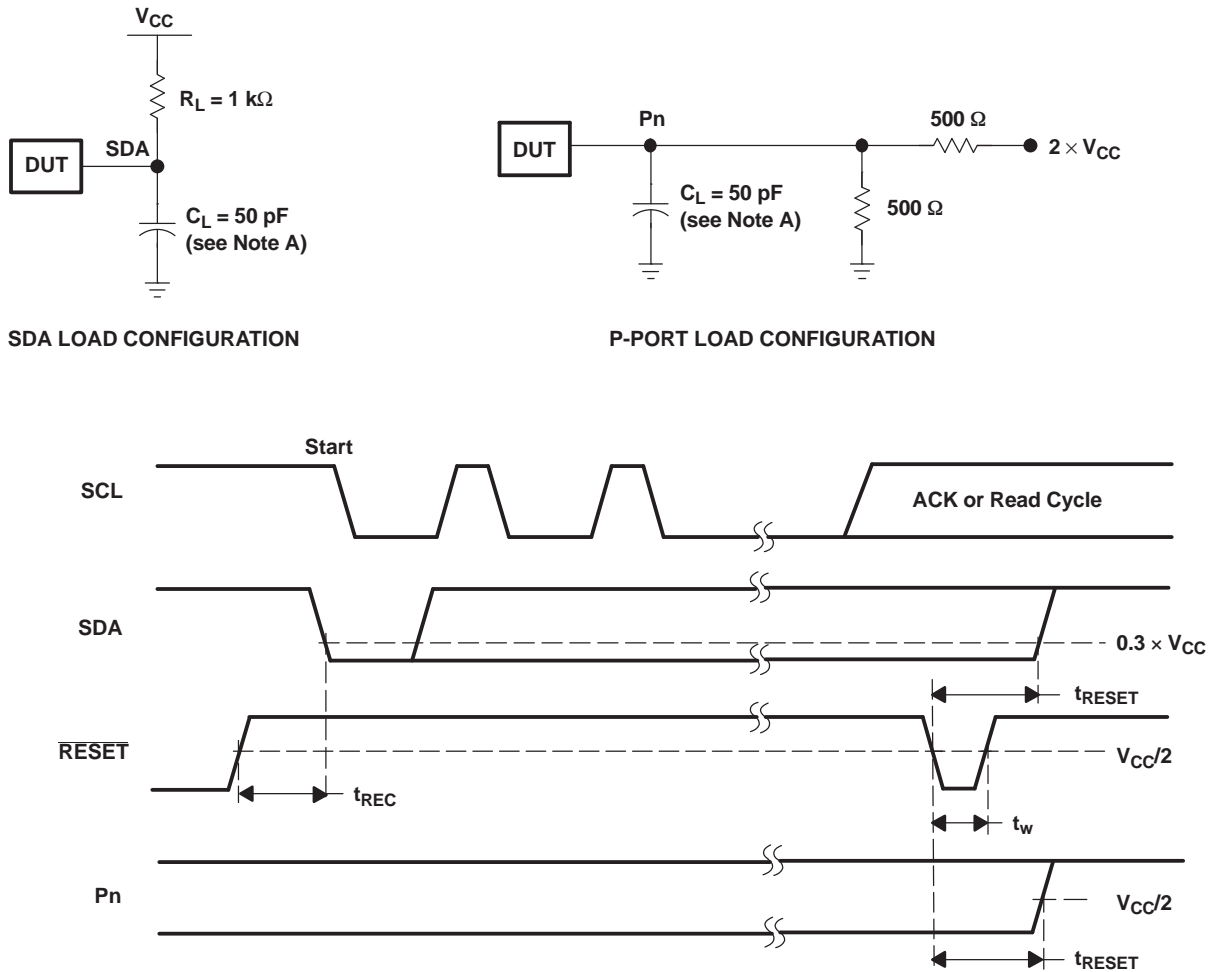 VCC
RL = 1 kΩ
SDA
DUT
CL = 50 pF
(see Note A)
SDA LOAD CONFIGURATION
Pn
500 Ω
DUT
2 × VCC
CL = 50 pF
(see Note A)
500 Ω
P-PORT LOAD CONFIGURATION
Start
SCL
ACK or Read Cycle
SDA
0.3 × VCC
tRESET
RESET
VCC/2
tREC
tw
Pn
VCC/2
tRESET